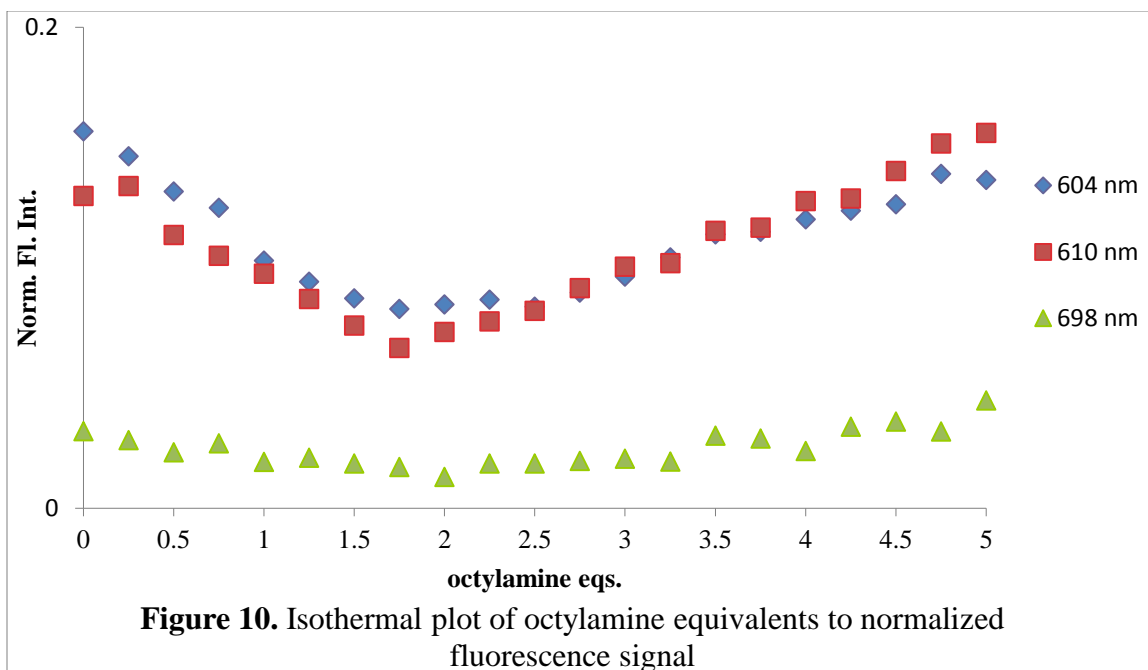 0.2
Norm. Fl. Int.
0
0 0.5 1 1.5 2 2.5 3 3.5 4 4.5 5
octylamine eqs.
604 nm
610 nm
698 nm
Figure 10. Isothermal plot of octylamine equivalents to normalized
fluorescence signal